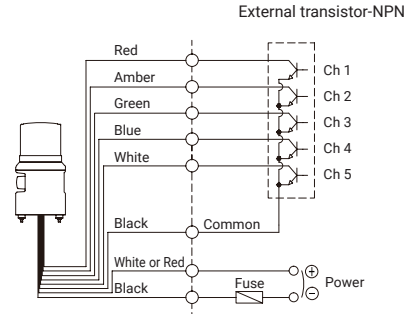 External transistor-NPN
Red
Ch 1
Amber
Ch 2
Green
Ch 3
Blue
Ch 4
White
Ch 5
Black
Common
White or Red
+
Fuse
Power
Black
−